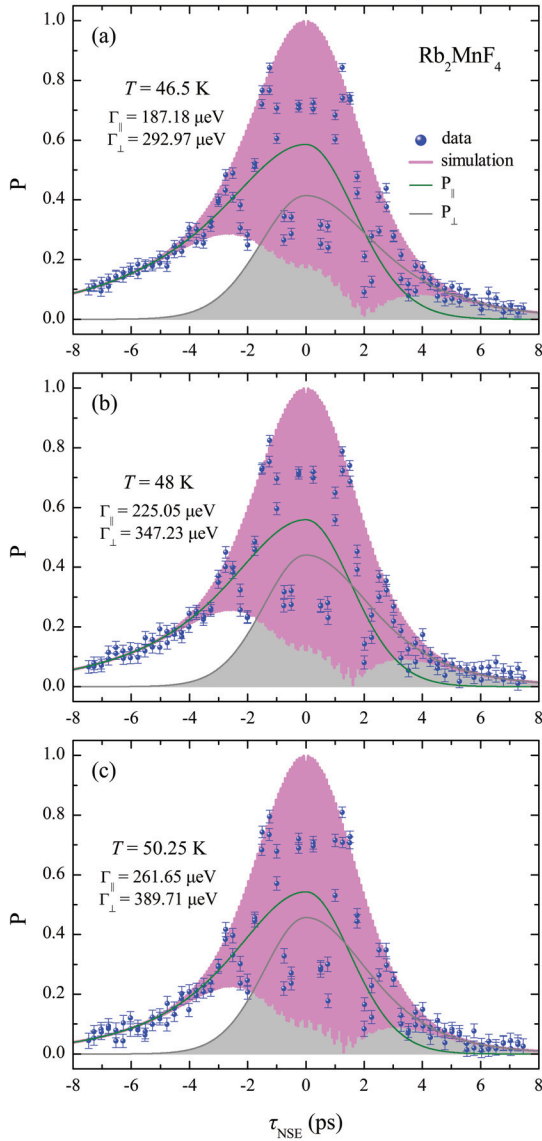 (a)
Rb₂MnF₄
T = 46.5 K
Γ∥ = 187.18 μeV
Γ⊥ = 292.97 μeV
data
simulation
P∥
P⊥
P
1.0
0.8
0.6
0.4
0.2
0.0
-8 -6 -4 -2 0 2 4 6 8
(b)
T = 48 K
Γ∥ = 225.05 μeV
Γ⊥ = 347.23 μeV
P
1.0
0.8
0.6
0.4
0.2
0.0
-8 -6 -4 -2 0 2 4 6 8
(c)
T = 50.25 K
Γ∥ = 261.65 μeV
Γ⊥ = 389.71 μeV
P
1.0
0.8
0.6
0.4
0.2
0.0
-8 -6 -4 -2 0 2 4 6 8
τNSE (ps)